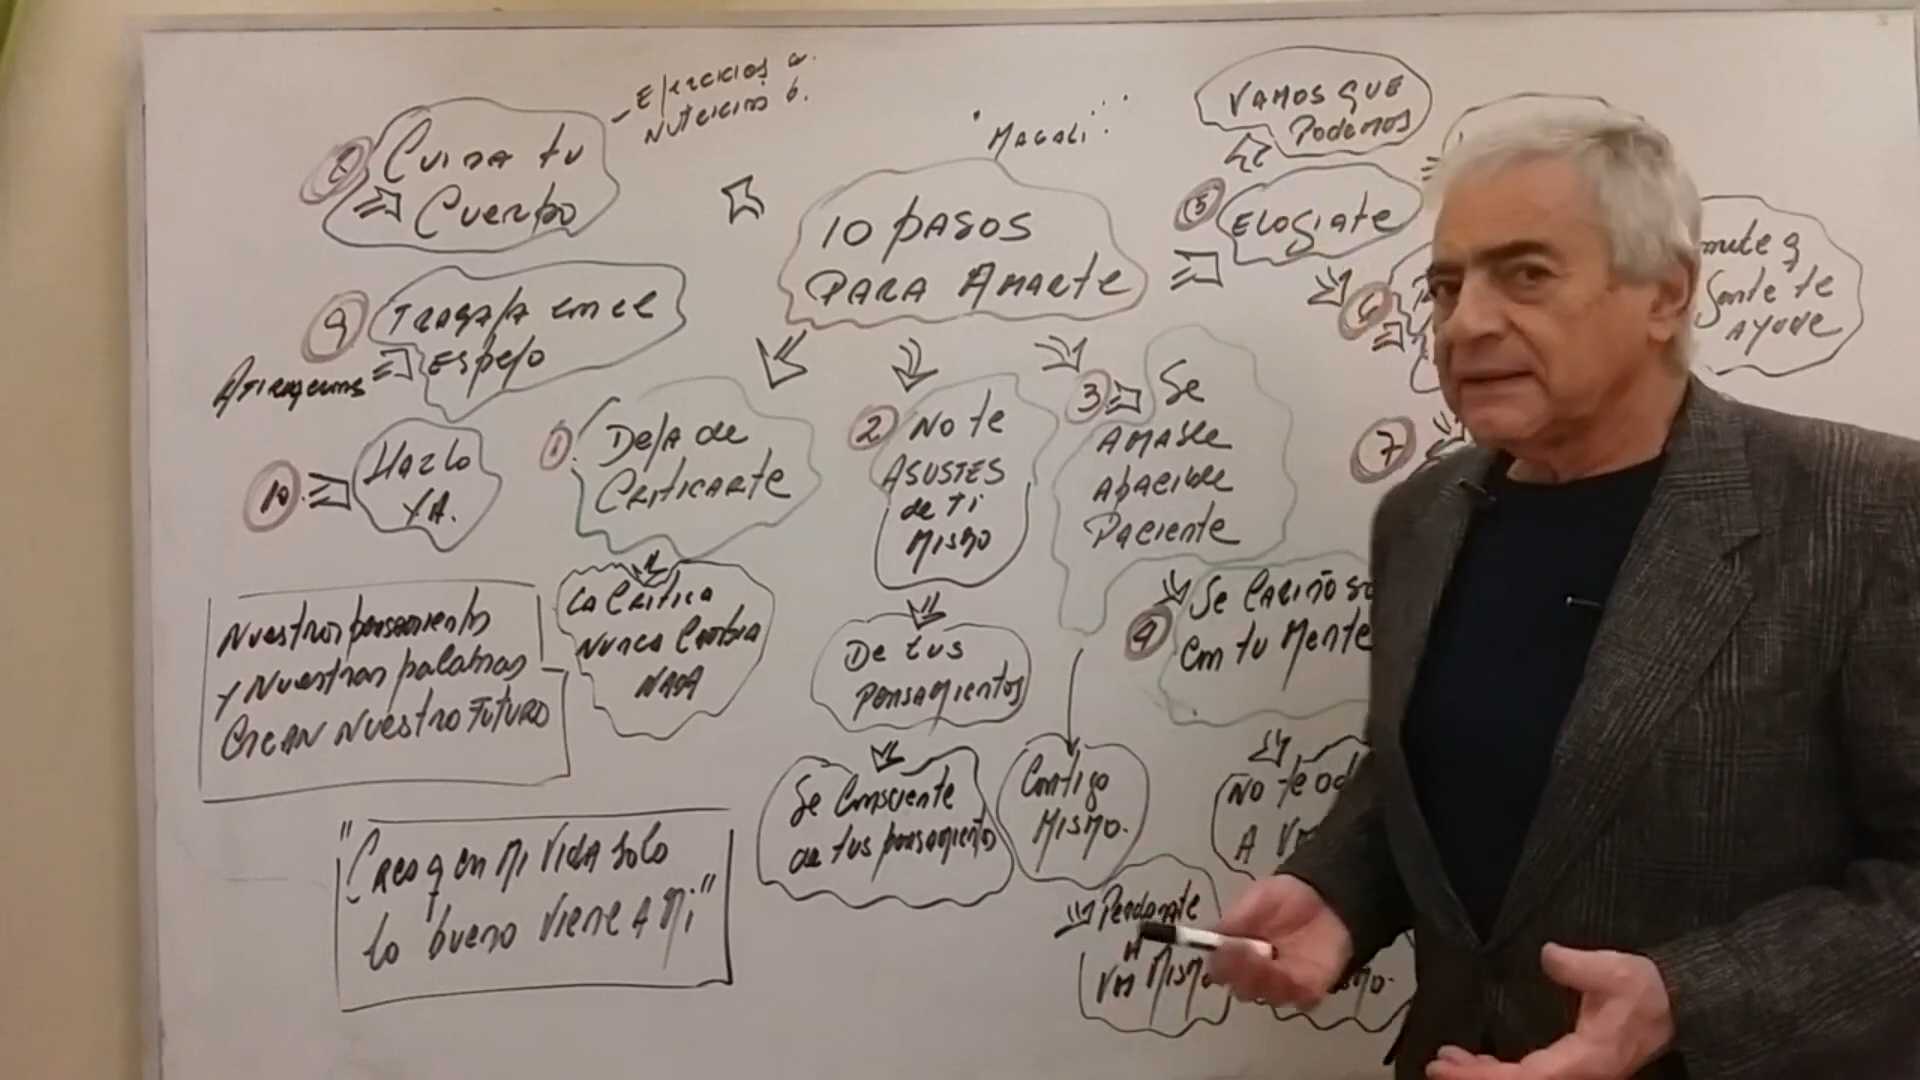 Ejercicios a.
Nutricion b.
"MAGALI"
VAMOS QUE
Podemos
8
Cuida tu
Cuerpo
10 PASOS
PARA AMARTE
5
ELOGIATE
6
Gente te
AYUDE
9
TRABAJA en el
ESPEJO
10
Hazlo
YA.
1
Deja de
CRITICARTE
2
No te
ASUSTES
de Ti
MISMO
3
Se
AMABLE
APACIBLE
Paciente
7
LA CRITICA
NUNCA Cambia
NADA
De tus
pensamientos
4
Se CARIÑOSO
con tu Mente
Nuestros pensamientos
y Nuestras palabras
CREAN NUESTRO FUTURO
Se Consciente
de tus pensamientos
Contigo
MISMO.
No te
A
"Creo q en Mi Vida solo
lo bueno viene A Mi"
Perdonate
A